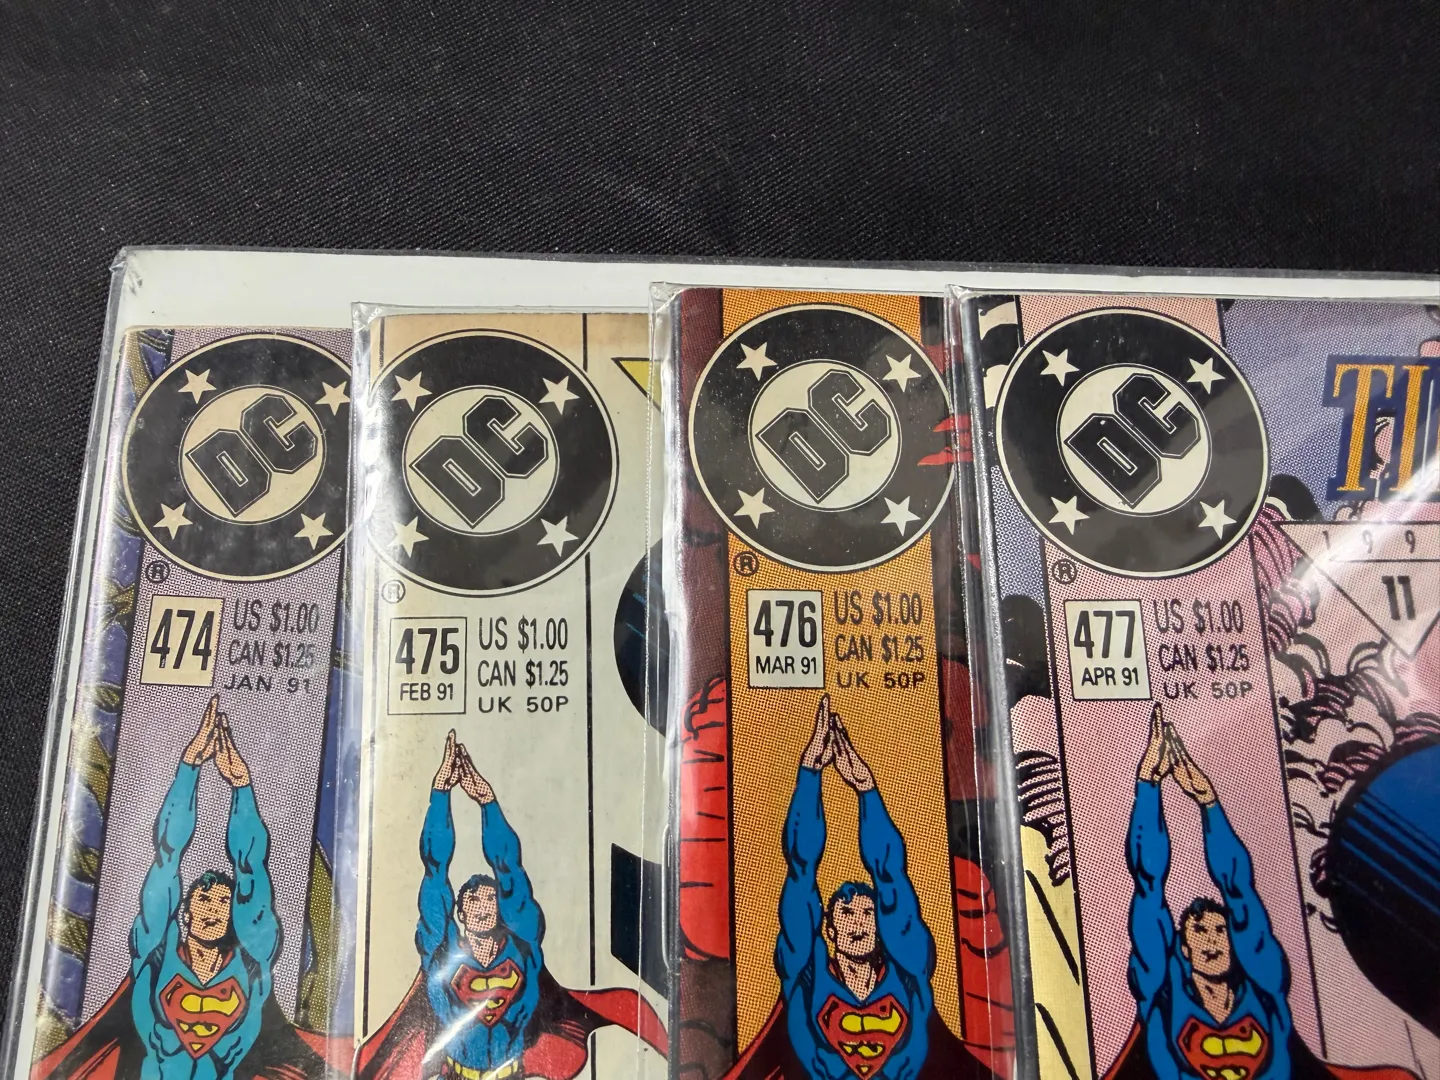 DC
®
474
US $1.00
CAN $1.25
JAN 91
DC
®
475
FEB 91
US $1.00
CAN $1.25
UK 50P
DC
®
476
MAR 91
US $1.00
CAN $1.25
UK 50P
DC
®
477
APR 91
US $1.00
CAN $1.25
UK 50P
199
11